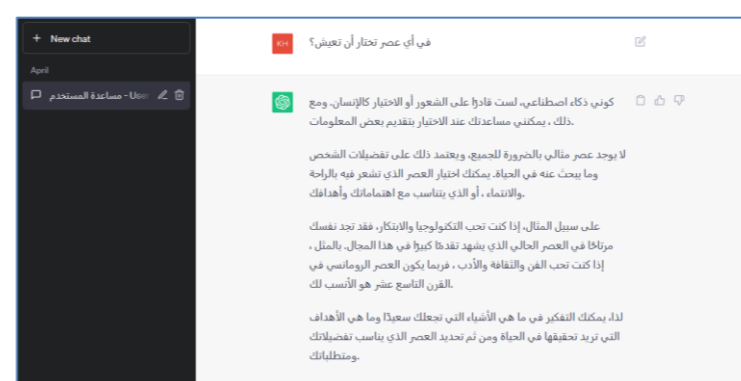 + New chat
April
User - مساعدة المستخدم
KH
في أي عصر تختار أن تعيش؟
كوني ذكاء اصطناعي، لست قادرًا على الشعور أو الاختيار كالإنسان. ومع
ذلك ، يمكنني مساعدتك عند الاختيار بتقديم بعض المعلومات.
لا يوجد عصر مثالي بالضرورة للجميع، ويعتمد ذلك على تفضيلات الشخص
وما يبحث عنه في الحياة. يمكنك اختيار العصر الذي تشعر فيه بالراحة
والانتماء ، أو الذي يتناسب مع اهتماماتك وأهدافك.
على سبيل المثال، إذا كنت تحب التكنولوجيا والابتكار، فقد تجد نفسك
مرتاحًا في العصر الحالي الذي يشهد تقدمًا كبيرًا في هذا المجال. بالمثل ،
إذا كنت تحب الفن والثقافة والأدب ، فربما يكون العصر الرومانسي في
القرن التاسع عشر هو الأنسب لك.
لذا، يمكنك التفكير في ما هي الأشياء التي تجعلك سعيدًا وما هي الأهداف
التي تريد تحقيقها في الحياة ومن ثم تحديد العصر الذي يناسب تفضيلاتك
ومتطلباتك.